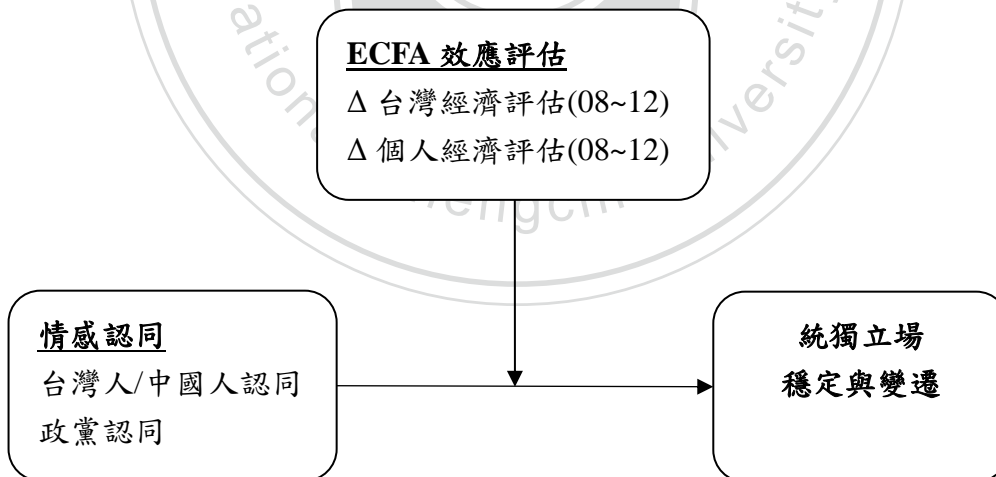 ECFA 效應評估
Δ 台灣經濟評估(08~12)
Δ 個人經濟評估(08~12)
情感認同
台灣人/中國人認同
政黨認同
統獨立場
穩定與變遷